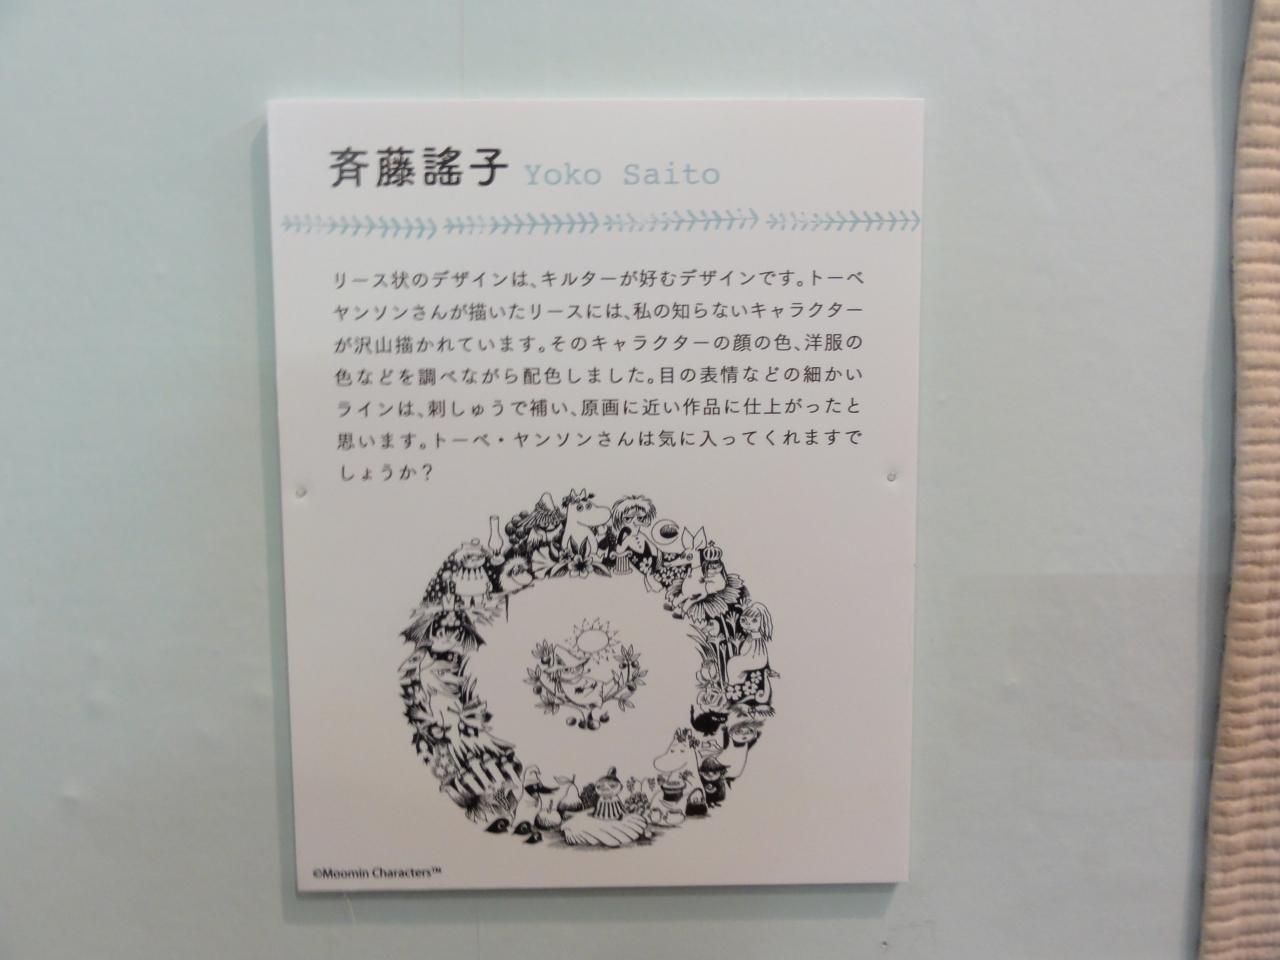 斉藤謠子 Yoko Saito
リース状のデザインは、キルターが好むデザインです。トーベ
ヤンソンさんが描いたリースには、私の知らないキャラクター
が沢山描かれています。そのキャラクターの顔の色、洋服の
色などを調べながら配色しました。目の表情などの細かい
ラインは、刺しゅうで補い、原画に近い作品に仕上がったと
思います。トーベ・ヤンソンさんは気に入ってくれますで
しょうか?
©Moomin Characters™